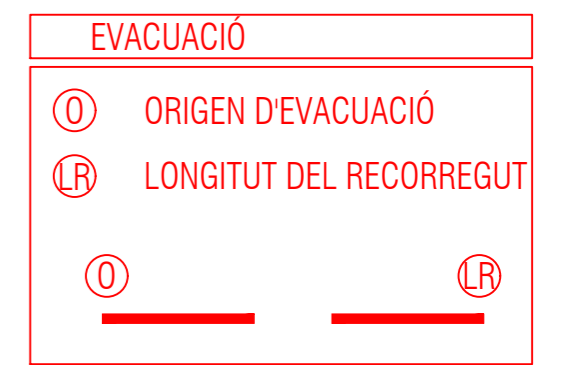 EVACUACIÓ
O ORIGEN D'EVACUACIÓ
LR LONGITUT DEL RECORREGUT
O LR